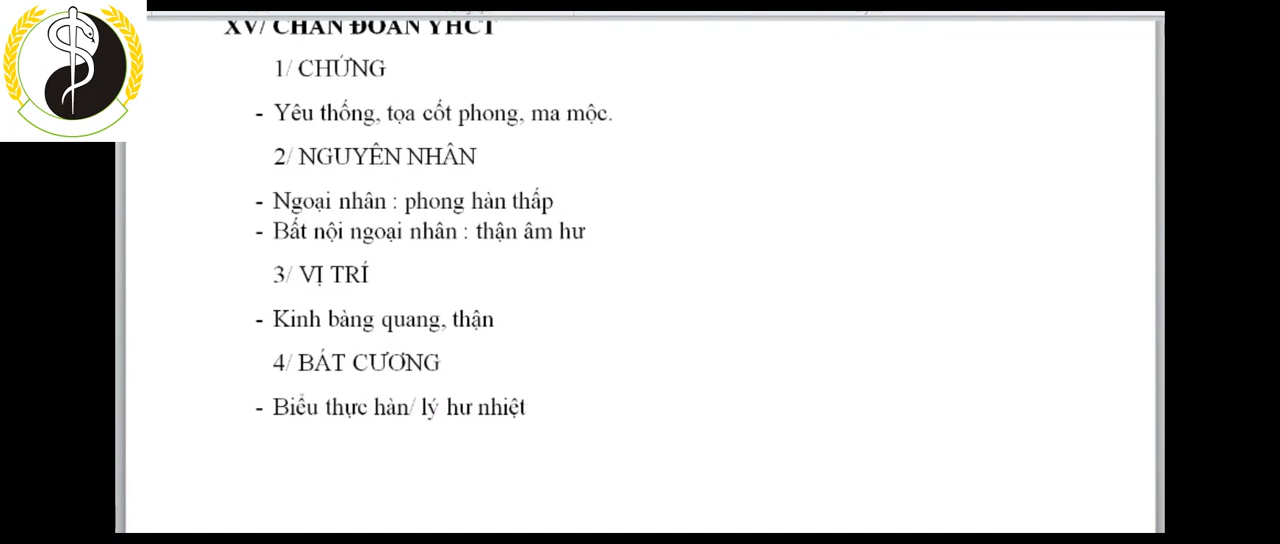 XV/ CHẨN ĐOÁN YHCT
1/ CHỨNG
- Yêu thống, tọa cốt phong, ma mộc.
2/ NGUYÊN NHÂN
- Ngoại nhân : phong hàn thấp
- Bất nội ngoại nhân : thận âm hư
3/ VỊ TRÍ
- Kinh bàng quang, thận
4/ BÁT CƯƠNG
- Biểu thực hàn/ lý hư nhiệt